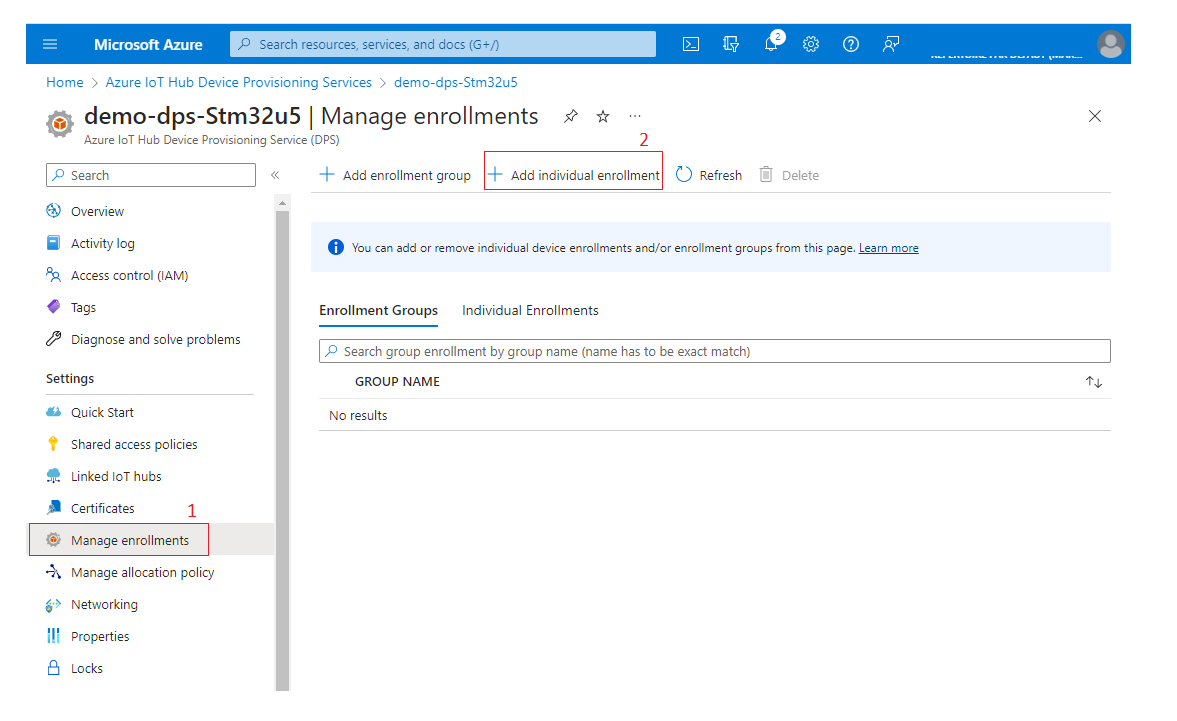 Microsoft Azure
Search resources, services, and docs (G+/)
2
Home > Azure IoT Hub Device Provisioning Services > demo-dps-Stm32u5
demo-dps-Stm32u5 | Manage enrollments
...
Azure IoT Hub Device Provisioning Service (DPS)
2
Search
«
Add enrollment group
Add individual enrollment
Refresh
Delete
Overview
Activity log
Access control (IAM)
Tags
Diagnose and solve problems
Settings
Quick Start
Shared access policies
Linked IoT hubs
Certificates
1
Manage enrollments
Manage allocation policy
Networking
Properties
Locks
You can add or remove individual device enrollments and/or enrollment groups from this page. Learn more
Enrollment Groups
Individual Enrollments
Search group enrollment by group name (name has to be exact match)
GROUP NAME
No results